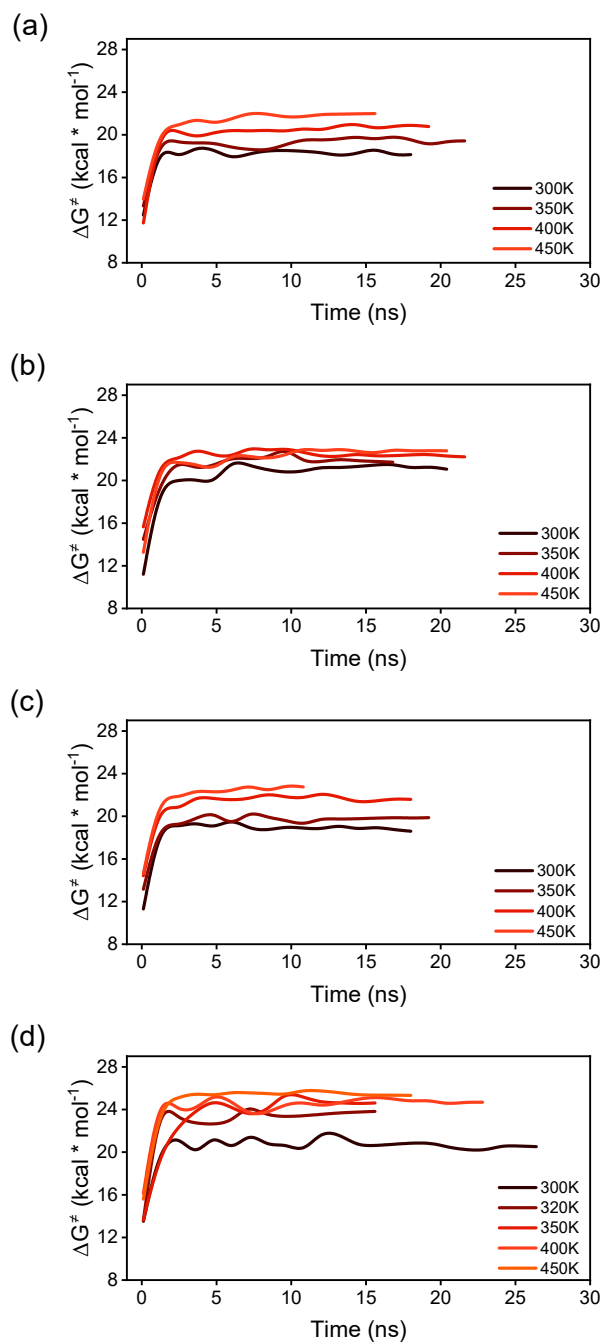 (a)
28
24
20
16
12
8
ΔG≠ (kcal * mol-1)
300K
350K
400K
450K
0 5 10 15 20 25 30
Time (ns)
(b)
28
24
20
16
12
8
ΔG≠ (kcal * mol-1)
300K
350K
400K
450K
0 5 10 15 20 25 30
Time (ns)
(c)
28
24
20
16
12
8
ΔG≠ (kcal * mol-1)
300K
350K
400K
450K
0 5 10 15 20 25 30
Time (ns)
(d)
28
24
20
16
12
8
ΔG≠ (kcal * mol-1)
300K
320K
350K
400K
450K
0 5 10 15 20 25 30
Time (ns)